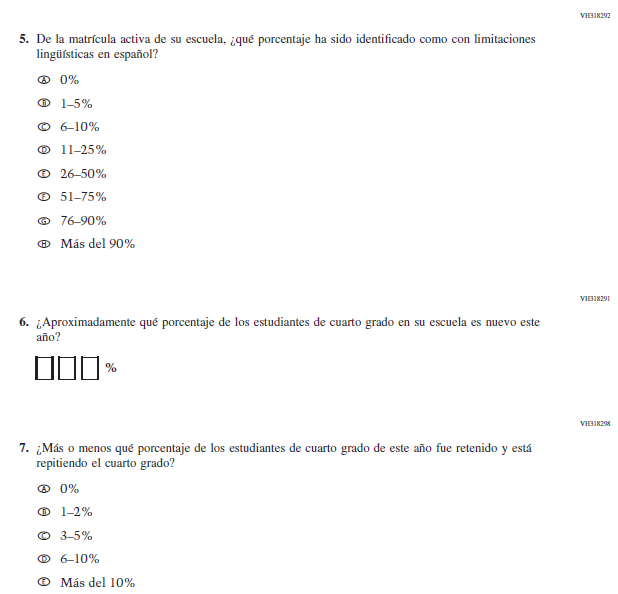 VH318292
5. De la matrícula activa de su escuela, ¿qué porcentaje ha sido identificado como con limitaciones
lingüísticas en español?
Ⓐ 0%
Ⓑ 1–5%
Ⓒ 6–10%
Ⓓ 11–25%
Ⓔ 26–50%
Ⓕ 51–75%
Ⓖ 76–90%
Ⓗ Más del 90%
VH318291
6. ¿Aproximadamente qué porcentaje de los estudiantes de cuarto grado en su escuela es nuevo este
año?
%
VH318298
7. ¿Más o menos qué porcentaje de los estudiantes de cuarto grado de este año fue retenido y está
repitiendo el cuarto grado?
Ⓐ 0%
Ⓑ 1–2%
Ⓒ 3–5%
Ⓓ 6–10%
Ⓔ Más del 10%